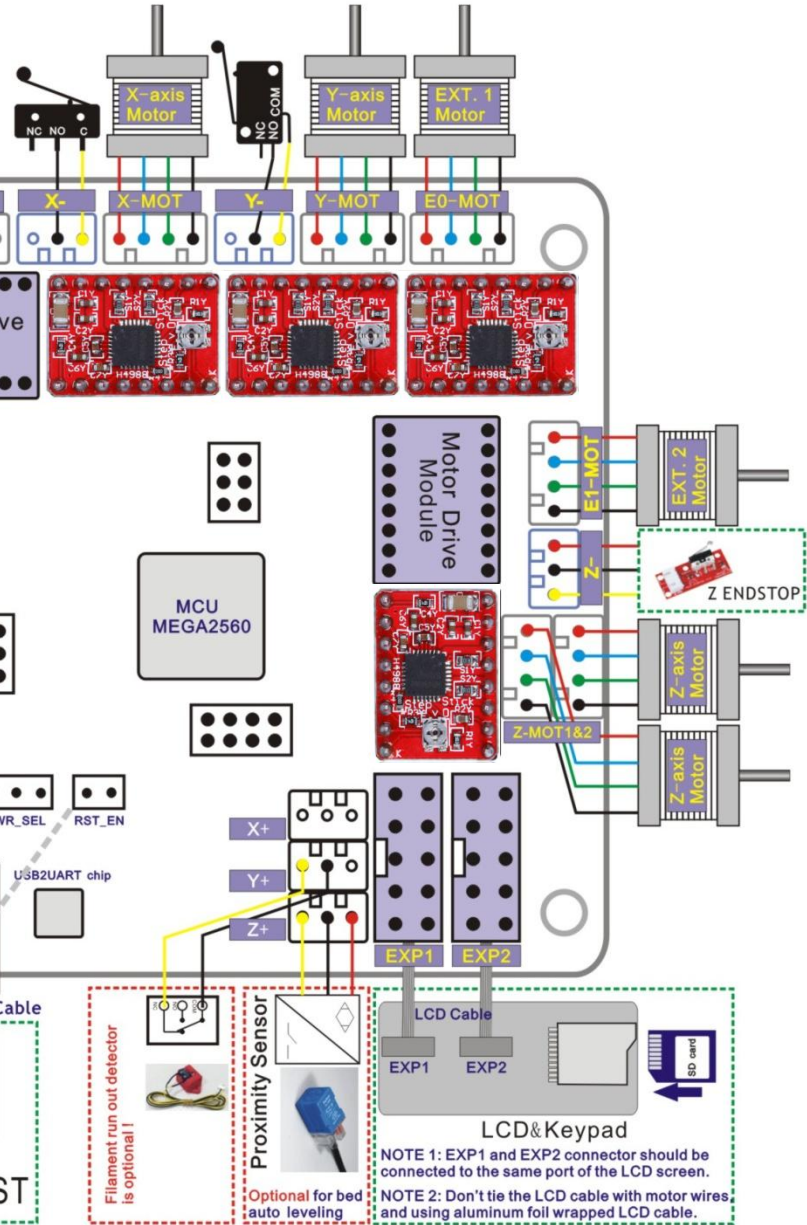 X-axis
Motor
Y-axis
Motor
EXT. 1
Motor
NC NO C
NC
NO COM
X-
X-MOT
Y-
Y-MOT
E0-MOT
ve
Motor Drive
Module
E1-MOT
EXT. 2
Motor
Z-
Z ENDSTOP
MCU
MEGA2560
Z-MOT1&2
Z-axis
Motor
Z-axis
Motor
WR_SEL
RST_EN
X+
Y+
Z+
USB2UART chip
EXP1
EXP2
Cable
Filament run out detector
is optional !
Proximity Sensor
Optional for bed
auto leveling
LCD Cable
EXP1
EXP2
SD card
LCD&Keypad
NOTE 1: EXP1 and EXP2 connector should be
connected to the same port of the LCD screen.
NOTE 2: Don't tie the LCD cable with motor wires,
and using aluminum foil wrapped LCD cable.
ST